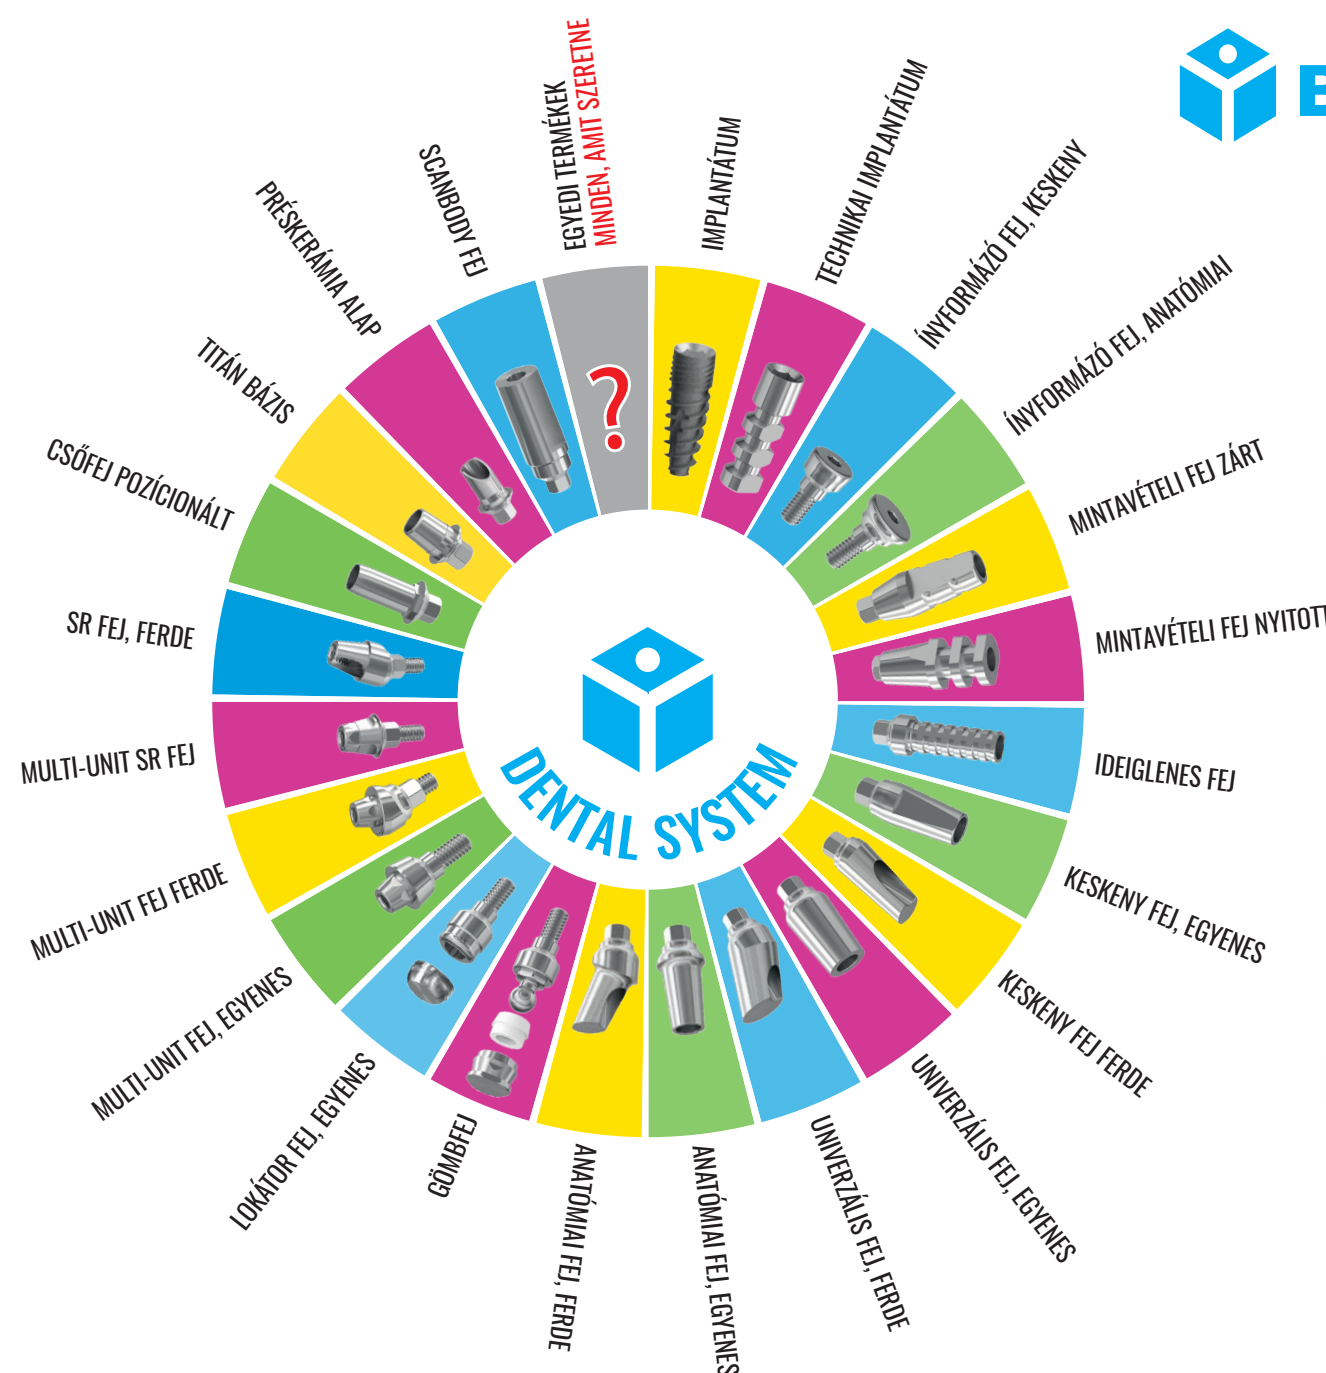 B
EGYEDI TERMÉKEK
MINDEN, AMIT SZERETNE
IMPLANTÁTUM
TECHNIKAI IMPLANTÁTUM
ÍNYFORMÁZÓ FEJ, KESKENY
ÍNYFORMÁZÓ FEJ, ANATÓMIAI
MINTAVÉTELI FEJ ZÁRT
MINTAVÉTELI FEJ NYITOTT
IDEIGLENES FEJ
KESKENY FEJ, EGYENES
KESKENY FEJ FERDE
UNIVERZÁLIS FEJ, EGYENES
UNIVERZÁLIS FEJ, FERDE
ANATÓMIAI FEJ, EGYENES
ANATÓMIAI FEJ, FERDE
GÖMBFEJ
LOKÁTOR FEJ, EGYENES
MULTI-UNIT FEJ, EGYENES
MULTI-UNIT FEJ FERDE
MULTI-UNIT SR FEJ
SR FEJ, FERDE
CSŐFEJ POZÍCIONÁLT
TITÁN BÁZIS
PRÉSKERÁMIA ALAP
SCANBODY FEJ
?
DENTAL SYSTEM